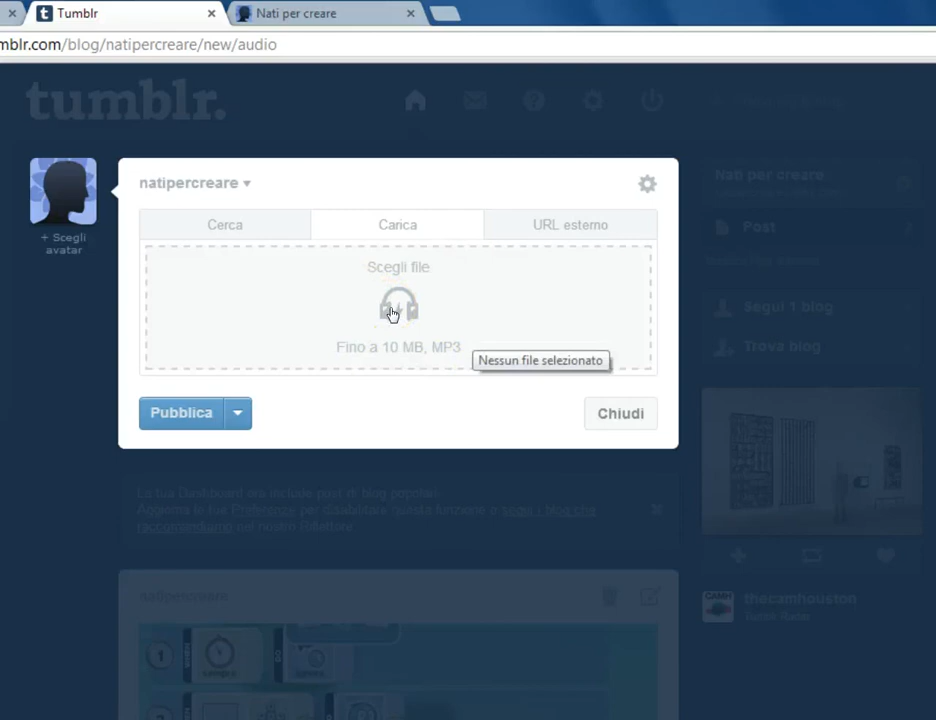 Tumblr
Nati per creare
mblr.com/blog/natipercreare/new/audio
tumblr.
+ Scegli
avatar
natipercreare
Cerca
Carica
URL esterno
Scegli file
Fino a 10 MB, MP3
Nessun file selezionato
Pubblica
Chiudi
Nati per creare
Post
Segui 1 blog
Trova blog
La tua Dashboard ora include post di blog popolari.
Aggiorna le tue Preferenze per disabilitare questa funzione o segui i blog che
raccomandiamo nel nostro Riflettore.
thecamhouston
natipercreare
1